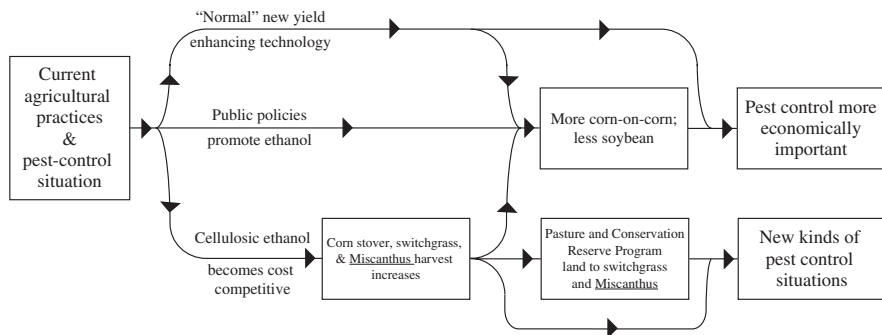 “Normal” new yield
enhancing technology
Current
agricultural
practices
&
pest-control
situation
Public policies
promote ethanol
More corn-on-corn;
less soybean
Pest control more
economically
important
Cellulosic ethanol
becomes cost
competitive
Corn stover, switchgrass,
& Miscanthus harvest
increases
Pasture and Conservation
Reserve Program
land to switchgrass
and Miscanthus
New kinds of
pest control
situations